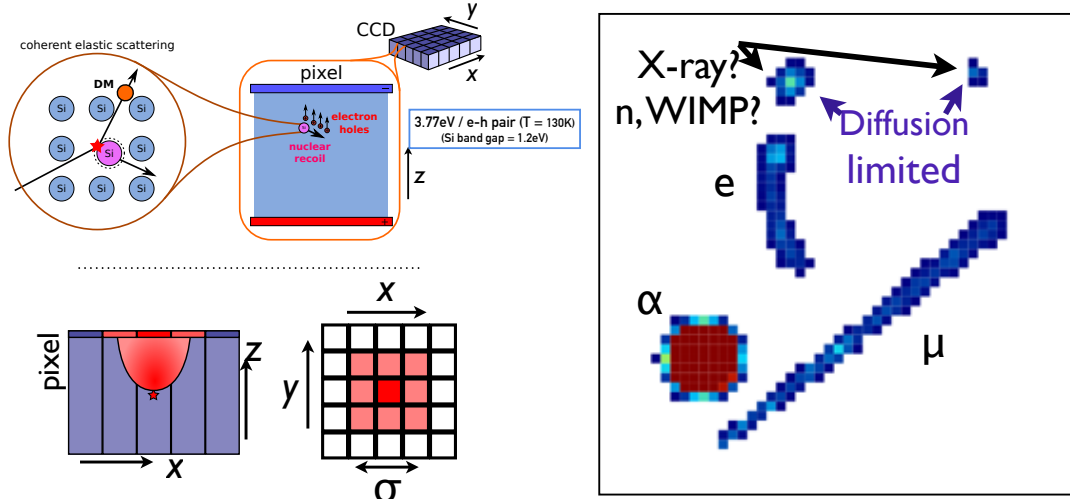 coherent elastic scattering
DM
Si Si Si
Si Si Si
Si Si Si
CCD
y
x
pixel
−
Si
electron
holes
nuclear
recoil
+
3.77eV / e-h pair (T = 130K)
(Si band gap = 1.2eV)
z
pixel
z
x
x
y
σ
X-ray?
n, WIMP?
Diffusion
limited
e
α
μ